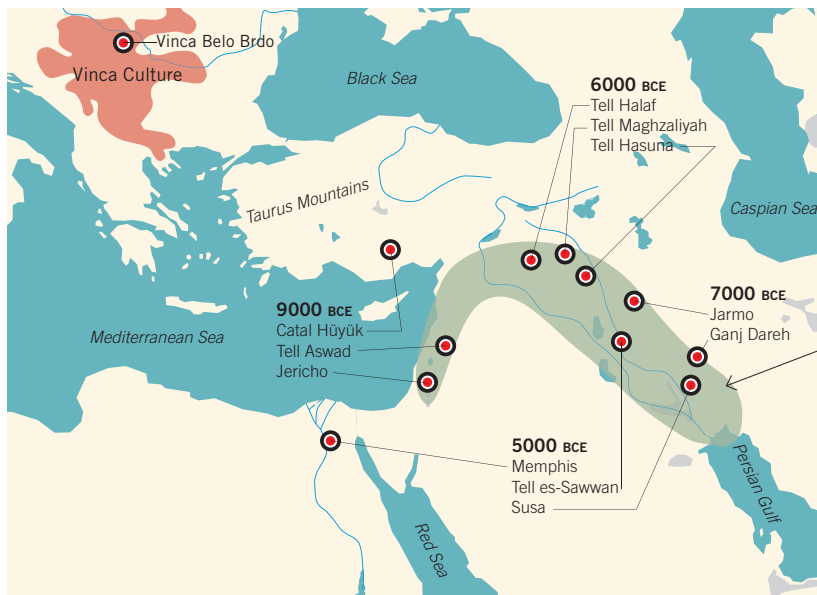 Vinca Belo Brdo
Vinca Culture
Black Sea
6000 BCE
Tell Halaf
Tell Maghzaliyah
Tell Hasuna
Taurus Mountains
Caspian Sea
9000 BCE
Catal Hüyük
Tell Aswad
Jericho
7000 BCE
Jarmo
Ganj Dareh
Mediterranean Sea
5000 BCE
Memphis
Tell es-Sawwan
Susa
Persian Gulf
Red Sea